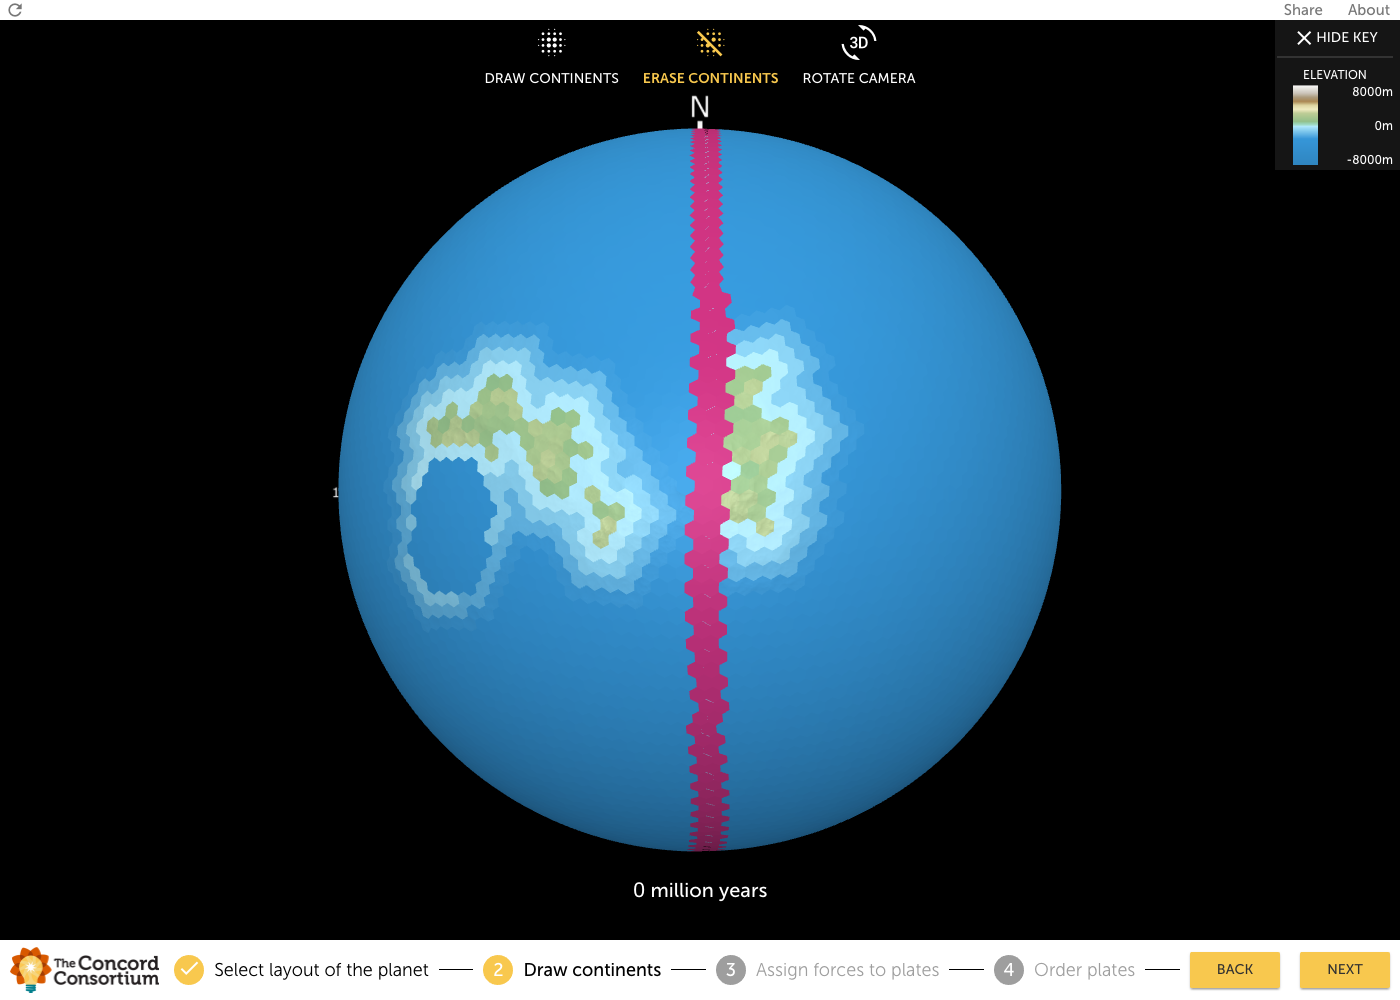 Share About
HIDE KEY
ELEVATION
8000m
0m
-8000m
3D
DRAW CONTINENTS ERASE CONTINENTS ROTATE CAMERA
N
1
0 million years
The Concord
Consortium
Select layout of the planet 2 Draw continents 3 Assign forces to plates 4 Order plates BACK NEXT